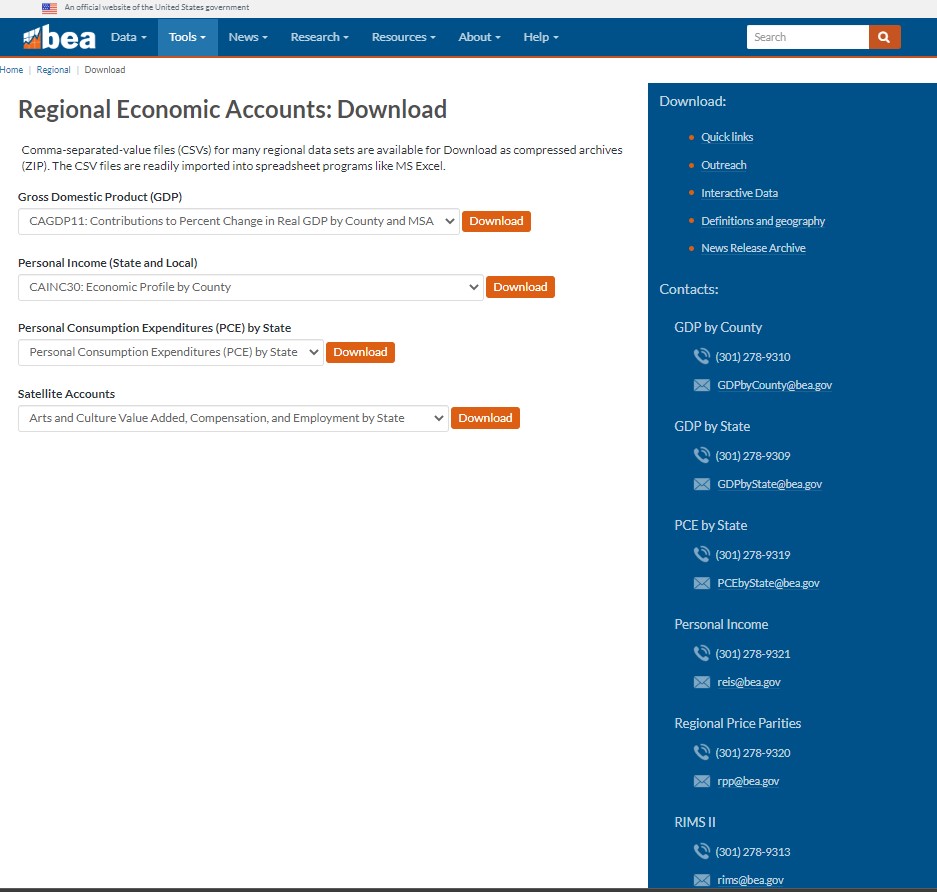 An official website of the United States government
bea Data Tools News Research Resources About Help Search
Home | Regional | Download
Regional Economic Accounts: Download
Comma-separated-value files (CSVs) for many regional data sets are available for Download as compressed archives
(ZIP). The CSV files are readily imported into spreadsheet programs like MS Excel.
Gross Domestic Product (GDP)
CAGDP11: Contributions to Percent Change in Real GDP by County and MSA Download
Personal Income (State and Local)
CAINC30: Economic Profile by County Download
Personal Consumption Expenditures (PCE) by State
Personal Consumption Expenditures (PCE) by State Download
Satellite Accounts
Arts and Culture Value Added, Compensation, and Employment by State Download
Download:
Quick links
Outreach
Interactive Data
Definitions and geography
News Release Archive
Contacts:
GDP by County
(301) 278-9310
GDPbyCounty@bea.gov
GDP by State
(301) 278-9309
GDPbyState@bea.gov
PCE by State
(301) 278-9319
PCEbyState@bea.gov
Personal Income
(301) 278-9321
reis@bea.gov
Regional Price Parities
(301) 278-9320
rpp@bea.gov
RIMS II
(301) 278-9313
rims@bea.gov